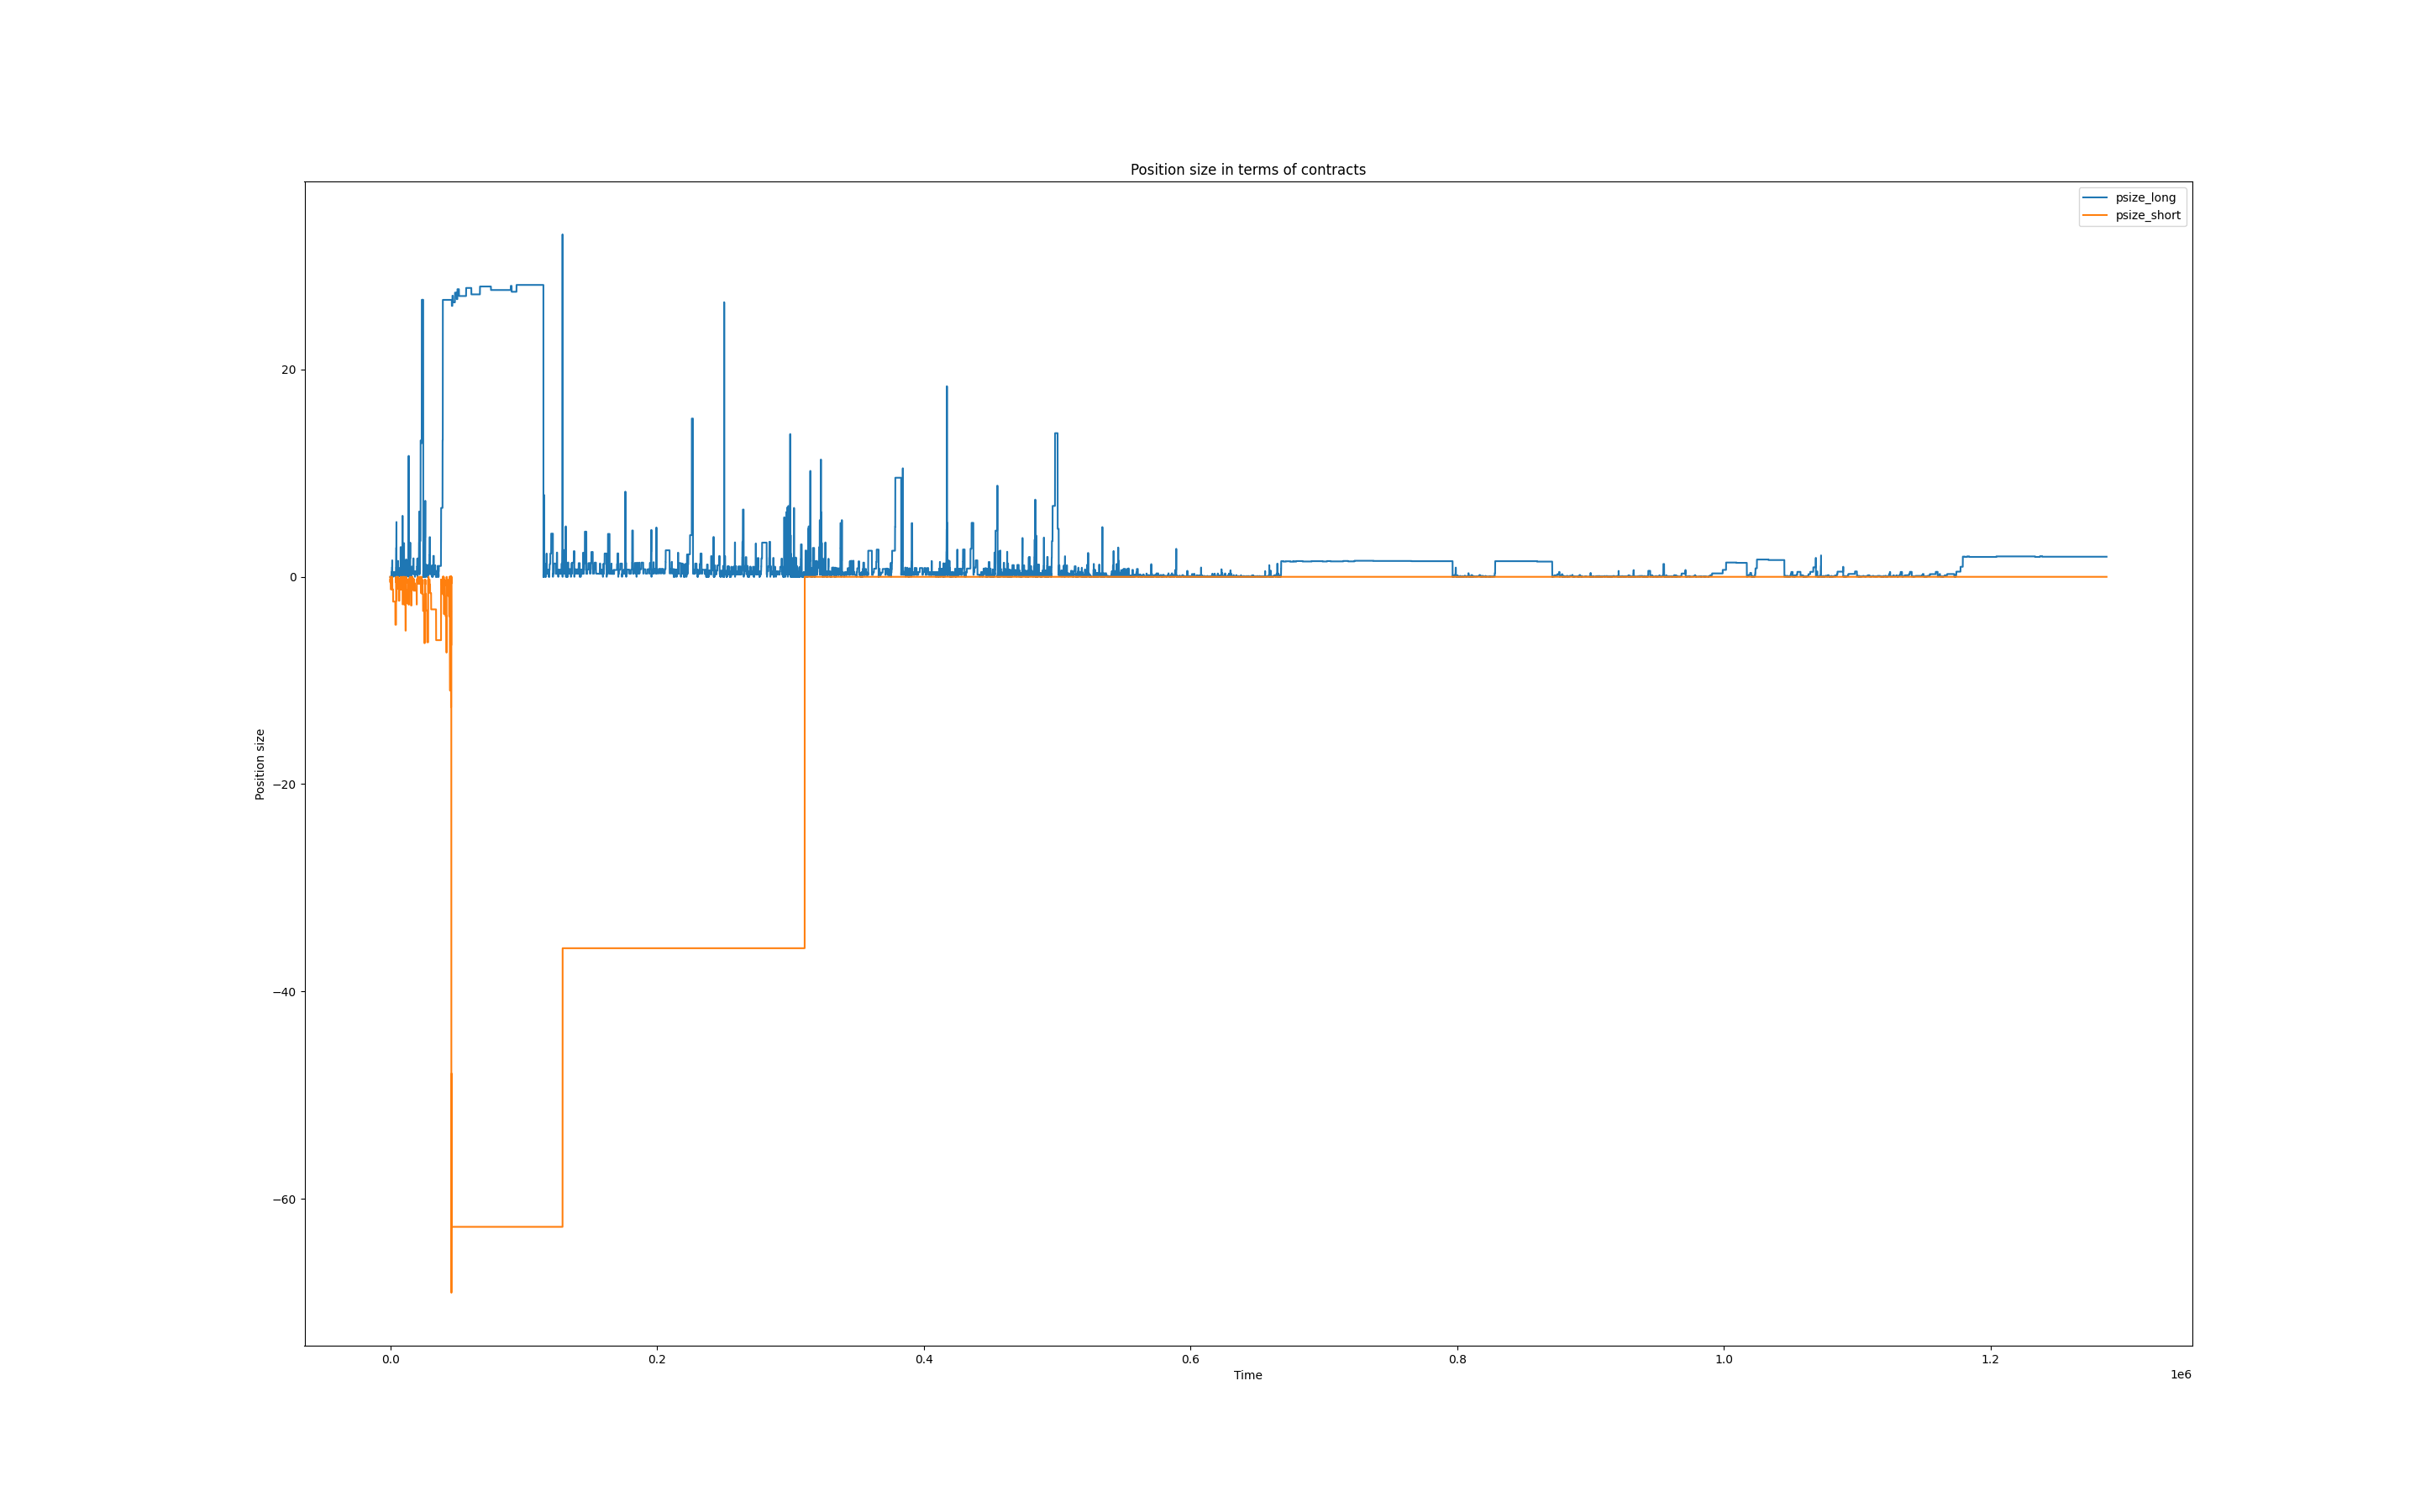 Position size in terms of contracts
psize_long
psize_short
Position size
20
0
−20
−40
−60
0.0
0.2
0.4
0.6
0.8
1.0
1.2
1e6
Time